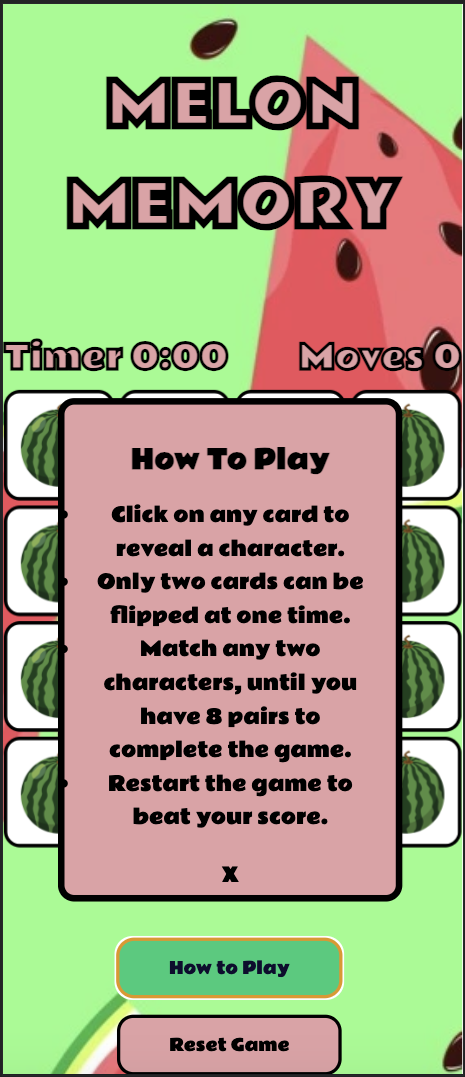 MELON
MEMORY
Timer 0:00 Moves 0
How To Play
Click on any card to
reveal a character.
Only two cards can be
flipped at one time.
Match any two
characters, until you
have 8 pairs to
complete the game.
Restart the game to
beat your score.
X
How to Play
Reset Game